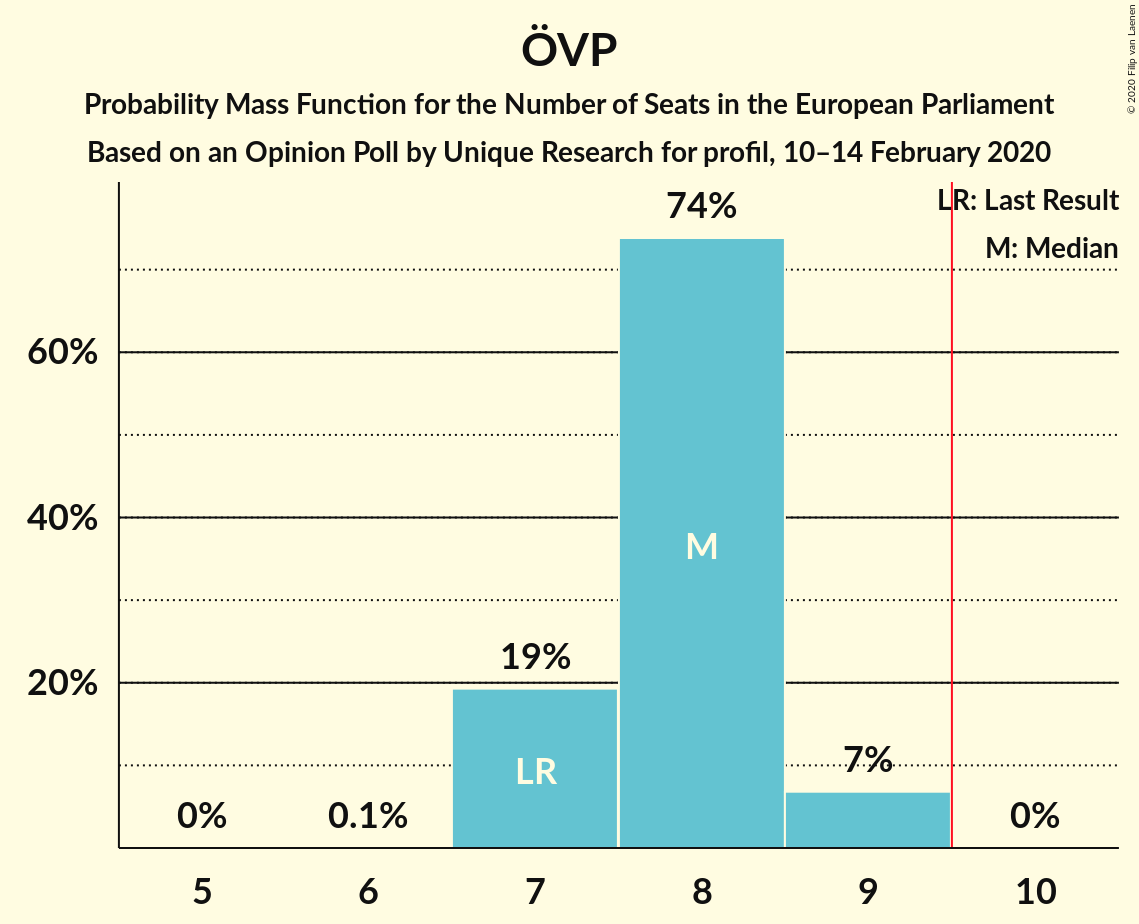 ÖVP
Probability Mass Function for the Number of Seats in the European Parliament
Based on an Opinion Poll by Unique Research for profil, 10–14 February 2020
© 2020 Filip van Laenen
LR: Last Result
M: Median
74%
60%
40%
M
20%
19%
LR
7%
0%
0.1%
0%
5 6 7 8 9 10